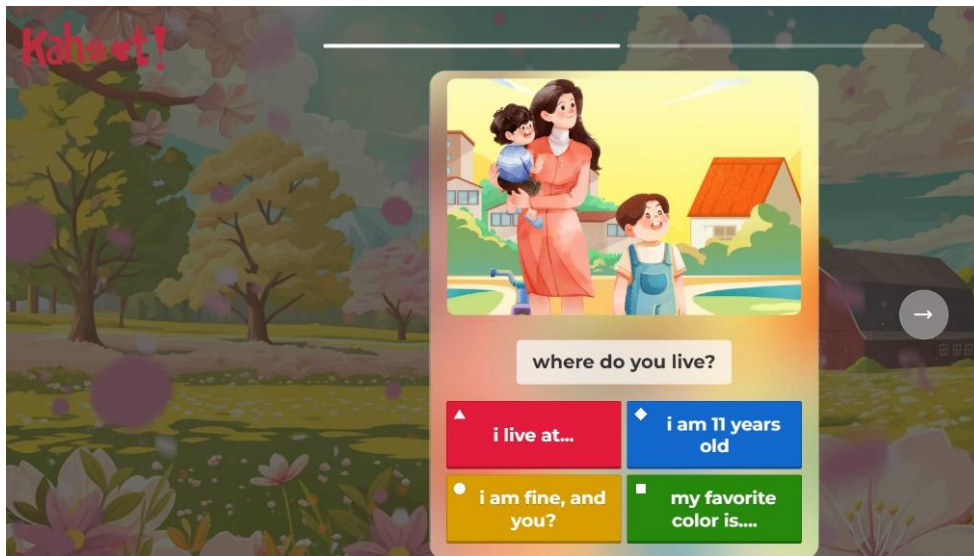 Kahoot!
where do you live?
i live at...
i am 11 years
old
i am fine, and
you?
my favorite
color is....